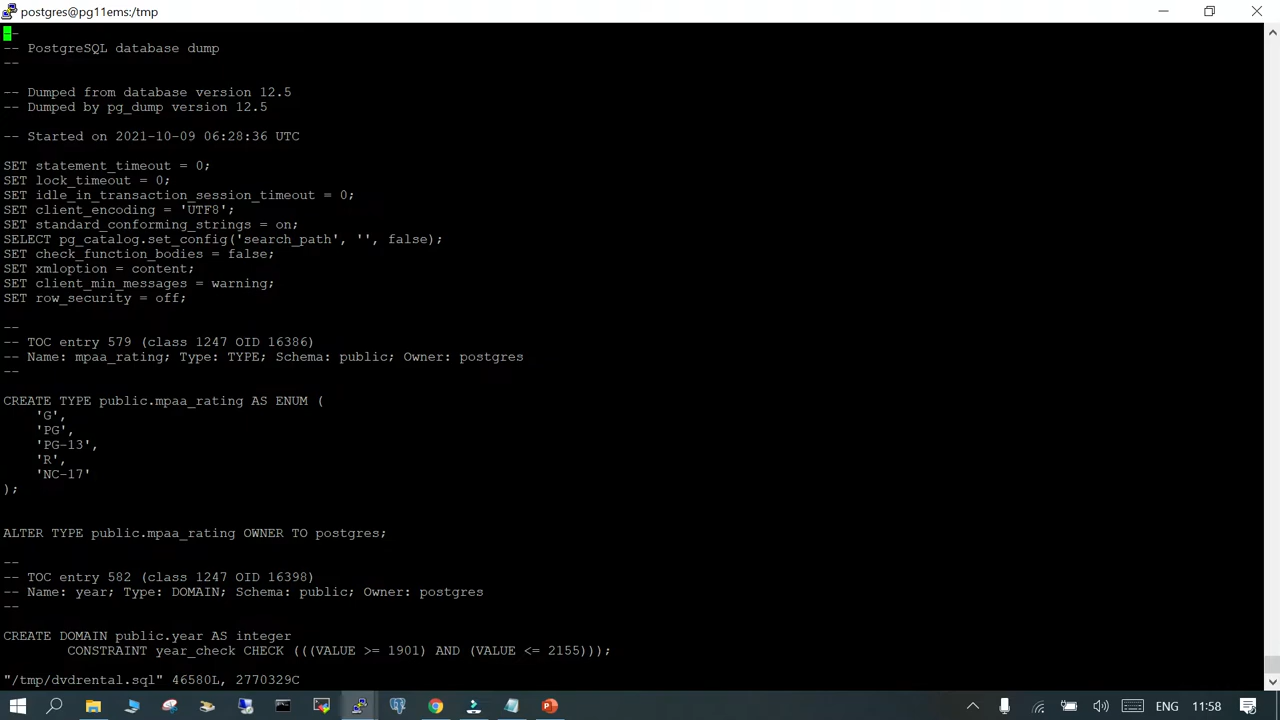 postgres@pg11ems:/tmp
--
-- PostgreSQL database dump
--
-- Dumped from database version 12.5
-- Dumped by pg_dump version 12.5
-- Started on 2021-10-09 06:28:36 UTC
SET statement_timeout = 0;
SET lock_timeout = 0;
SET idle_in_transaction_session_timeout = 0;
SET client_encoding = 'UTF8';
SET standard_conforming_strings = on;
SELECT pg_catalog.set_config('search_path', '', false);
SET check_function_bodies = false;
SET xmloption = content;
SET client_min_messages = warning;
SET row_security = off;
--
-- TOC entry 579 (class 1247 OID 16386)
-- Name: mpaa_rating; Type: TYPE; Schema: public; Owner: postgres
--
CREATE TYPE public.mpaa_rating AS ENUM (
    'G',
    'PG',
    'PG-13',
    'R',
    'NC-17'
);
ALTER TYPE public.mpaa_rating OWNER TO postgres;
--
-- TOC entry 582 (class 1247 OID 16398)
-- Name: year; Type: DOMAIN; Schema: public; Owner: postgres
--
CREATE DOMAIN public.year AS integer
        CONSTRAINT year_check CHECK (((VALUE >= 1901) AND (VALUE <= 2155)));
"/tmp/dvdrental.sql" 46580L, 2770329C
ENG 11:58